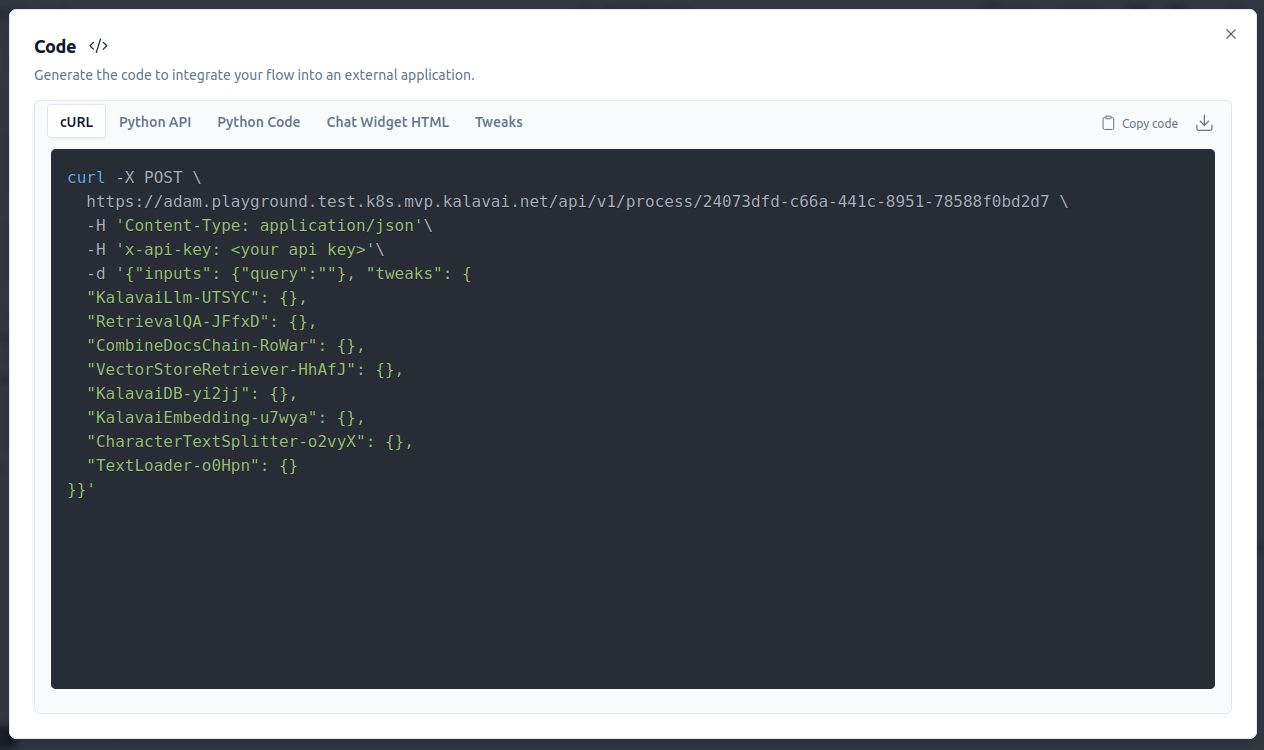 Code </>
Generate the code to integrate your flow into an external application.
cURL Python API Python Code Chat Widget HTML Tweaks Copy code
curl -X POST \
  https://adam.playground.test.k8s.mvp.kalavai.net/api/v1/process/24073dfd-c66a-441c-8951-78588f0bd2d7 \
  -H 'Content-Type: application/json'\
  -H 'x-api-key: <your api key>'\
  -d '{"inputs": {"query":""}, "tweaks": {
  "KalavaiLlm-UTSYC": {},
  "RetrievalQA-JFfxD": {},
  "CombineDocsChain-RoWar": {},
  "VectorStoreRetriever-HhAfJ": {},
  "KalavaiDB-yi2jj": {},
  "KalavaiEmbedding-u7wya": {},
  "CharacterTextSplitter-o2vyX": {},
  "TextLoader-o0Hpn": {}
}}'